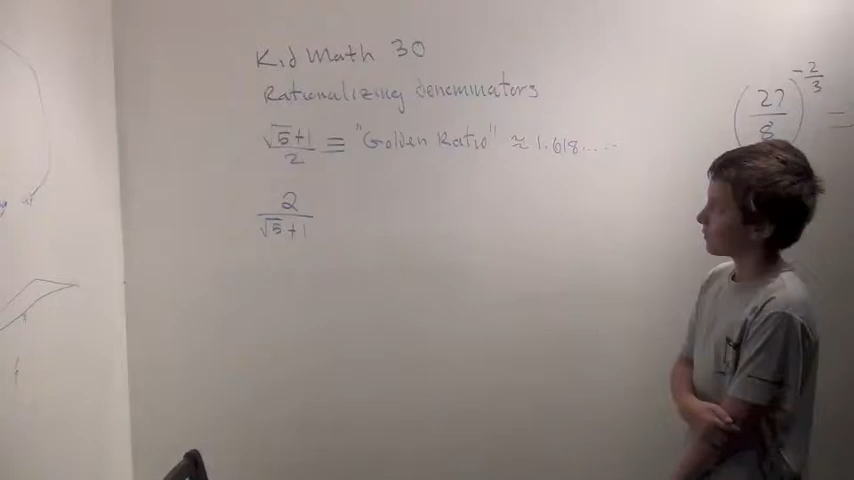 Kid Math 30
Rationalizing denominators
(√5+1)/2 ≡ "Golden Ratio" ≈ 1.618.....
2/(√5+1)
(27/8)^(-2/3) =